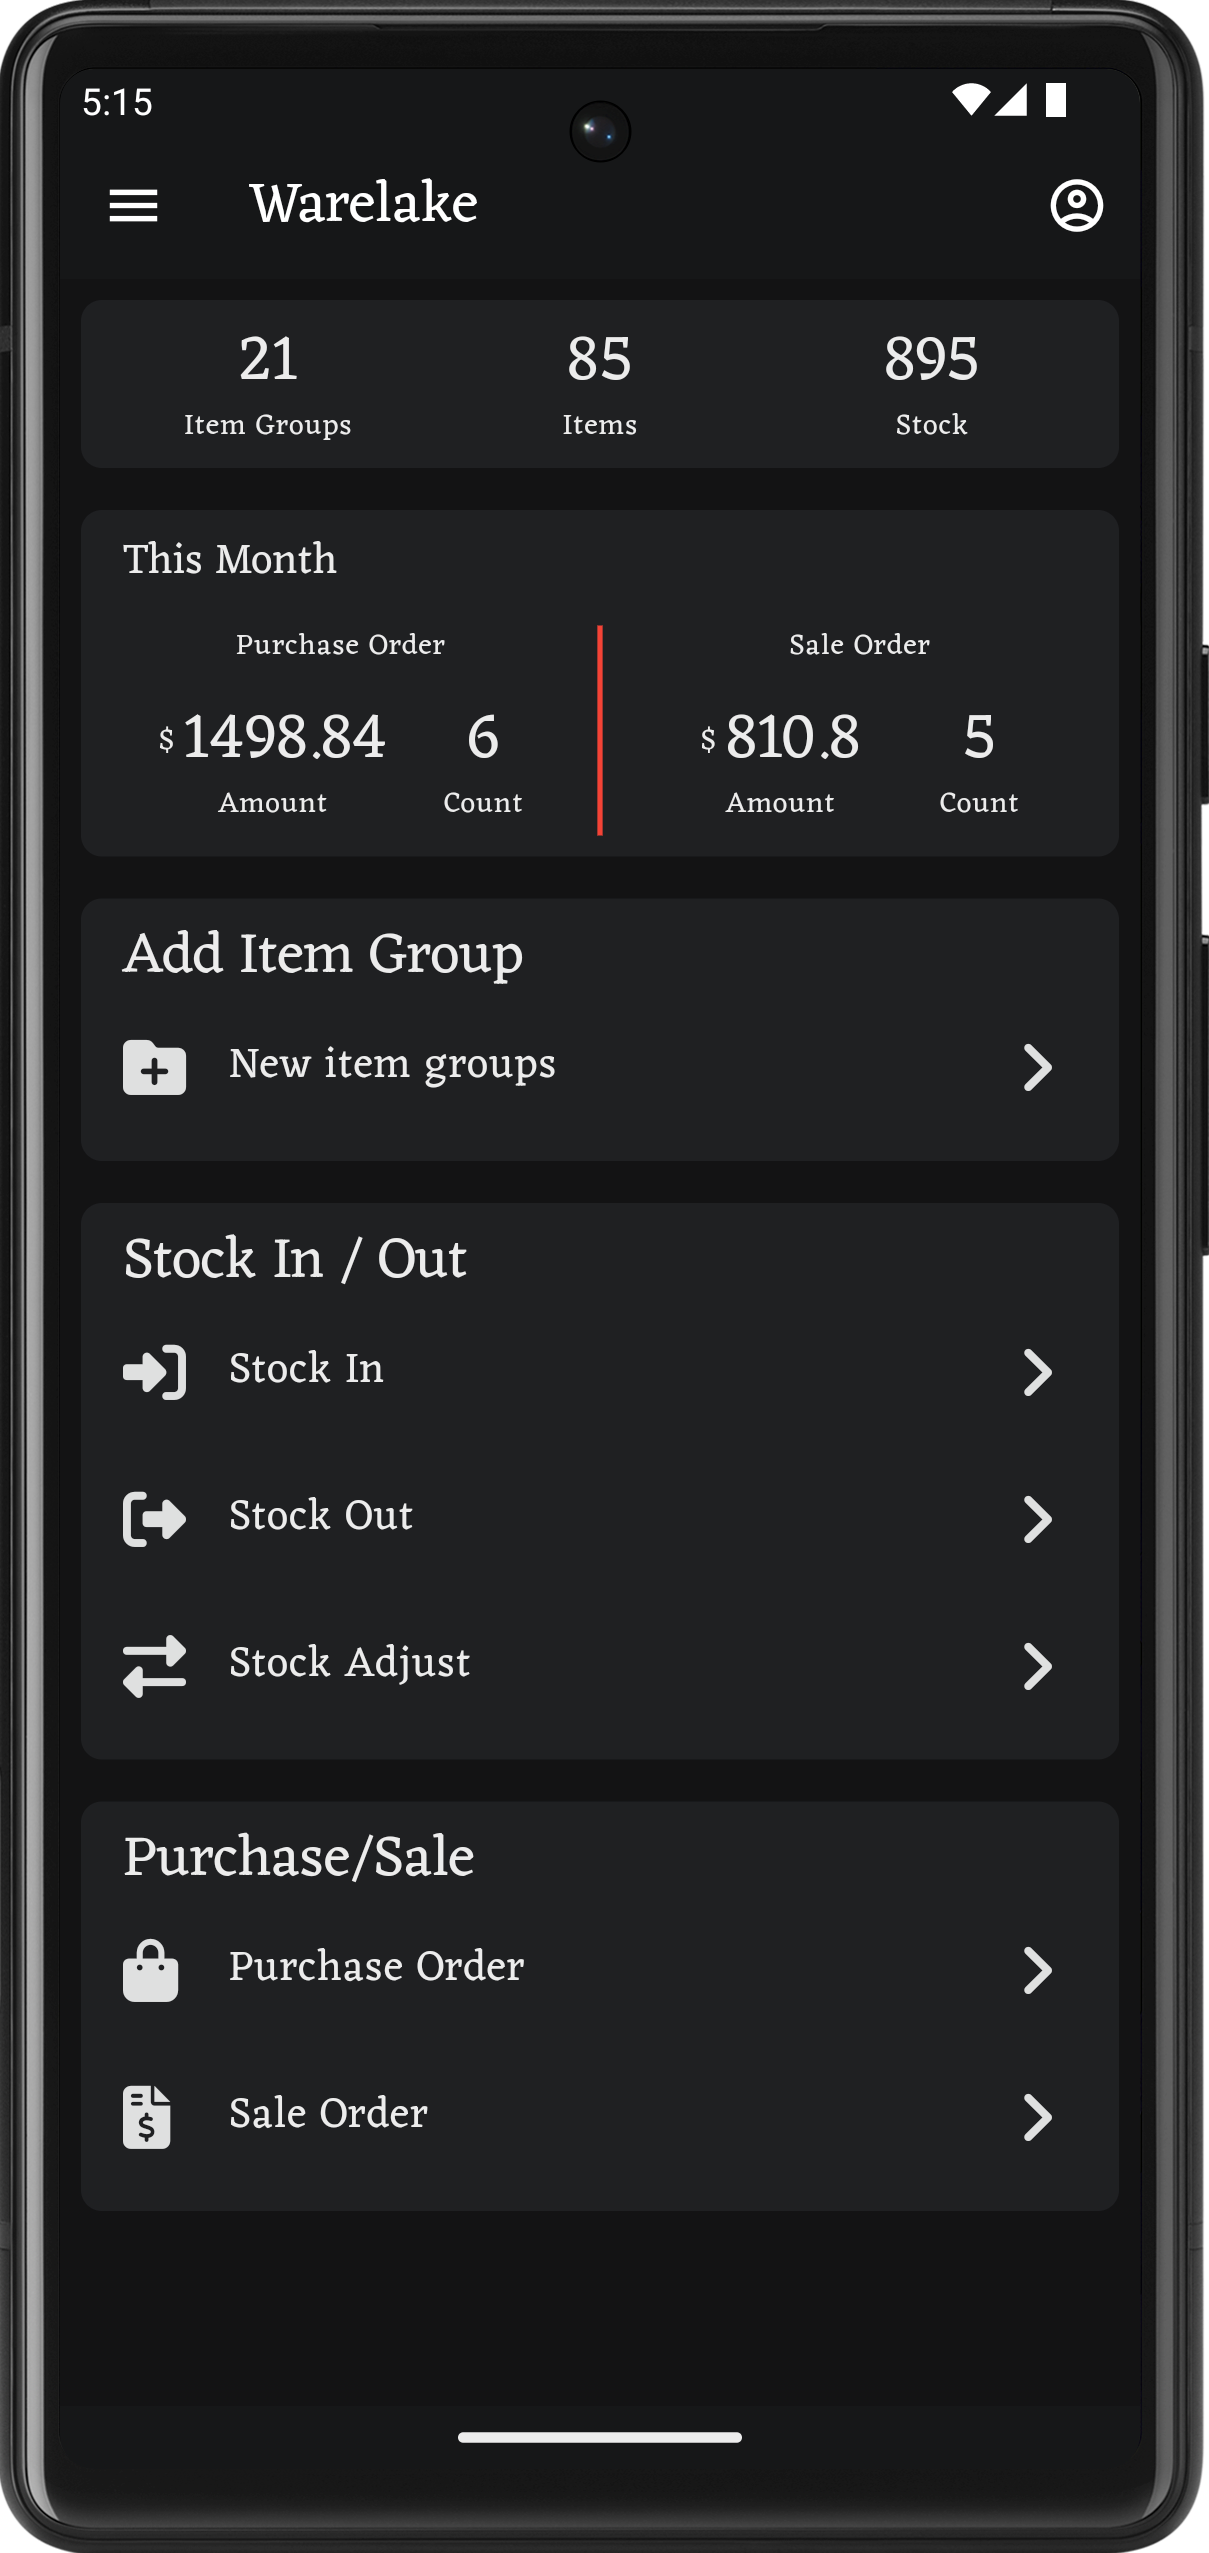 5:15
Warelake
21 85 895
Item Groups Items Stock
This Month
Purchase Order Sale Order
$ 1498.84 6 $ 810.8 5
Amount Count Amount Count
Add Item Group
New item groups
Stock In / Out
Stock In
Stock Out
Stock Adjust
Purchase/Sale
Purchase Order
$ Sale Order